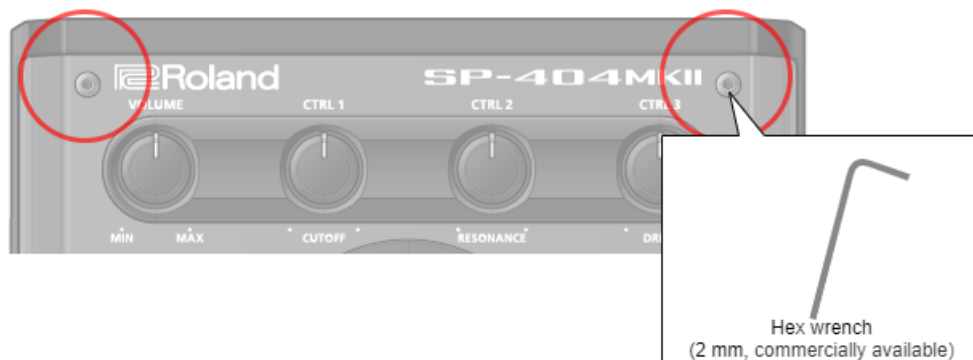 Roland SP-404MKII
VOLUME CTRL 1 CTRL 2 CTRL 3
MIN MAX CUTOFF RESONANCE
Hex wrench
(2 mm, commercially available)